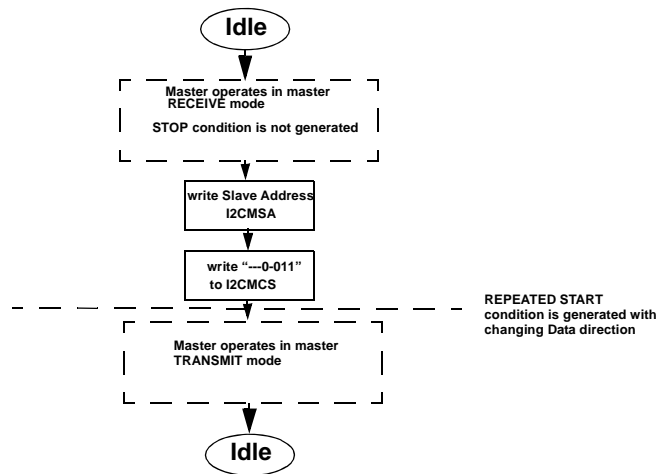 Idle
Master operates in master
RECEIVE mode
STOP condition is not generated
write Slave Address
I2CMSA
write “---0-011”
to I2CMCS
REPEATED START
condition is generated with
changing Data direction
Master operates in master
TRANSMIT mode
Idle